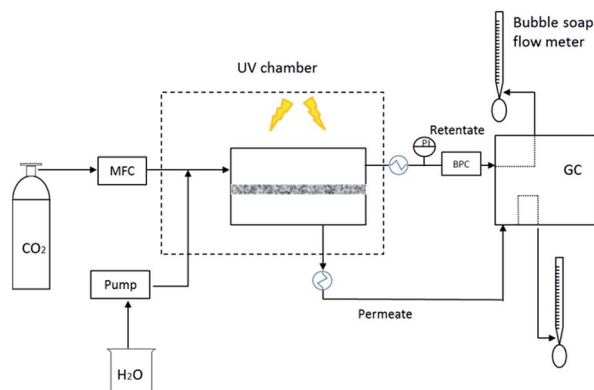 Bubble soap
flow meter
UV chamber
Retentate
PI
MFC
BPC
GC
CO₂
Pump
Permeate
H₂O